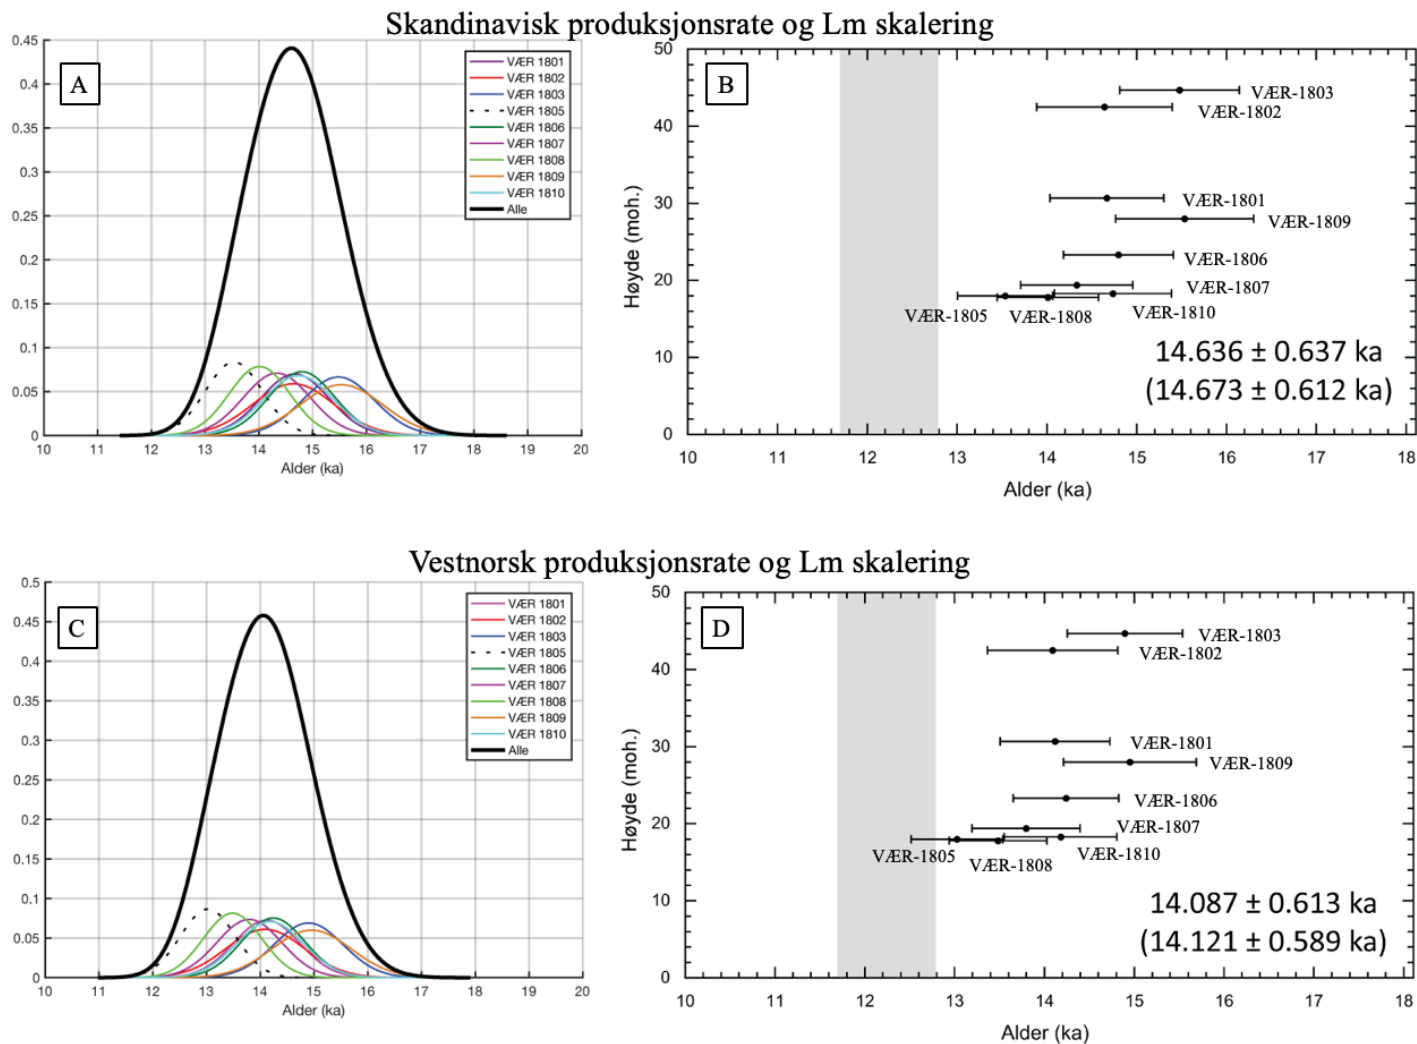 Skandinavisk produksjonsrate og Lm skalering
A
0.45
0.4
0.35
0.3
0.25
0.2
0.15
0.1
0.05
0
VÆR 1801
VÆR 1802
VÆR 1803
VÆR 1805
VÆR 1806
VÆR 1807
VÆR 1808
VÆR 1809
VÆR 1810
Alle
10 11 12 13 14 15 16 17 18 19 20
Alder (ka)
B
50
40
30
20
10
0
Høyde (moh.)
VÆR-1803
VÆR-1802
VÆR-1801
VÆR-1809
VÆR-1806
VÆR-1807
VÆR-1805 VÆR-1808 VÆR-1810
14.636 ± 0.637 ka
(14.673 ± 0.612 ka)
10 11 12 13 14 15 16 17 18
Alder (ka)
Vestnorsk produksjonsrate og Lm skalering
C
0.5
0.45
0.4
0.35
0.3
0.25
0.2
0.15
0.1
0.05
0
VÆR 1801
VÆR 1802
VÆR 1803
VÆR 1805
VÆR 1806
VÆR 1807
VÆR 1808
VÆR 1809
VÆR 1810
Alle
10 11 12 13 14 15 16 17 18 19 20
Alder (ka)
D
50
40
30
20
10
0
Høyde (moh.)
VÆR-1803
VÆR-1802
VÆR-1801
VÆR-1809
VÆR-1806
VÆR-1807
VÆR-1805 VÆR-1808 VÆR-1810
14.087 ± 0.613 ka
(14.121 ± 0.589 ka)
10 11 12 13 14 15 16 17 18
Alder (ka)